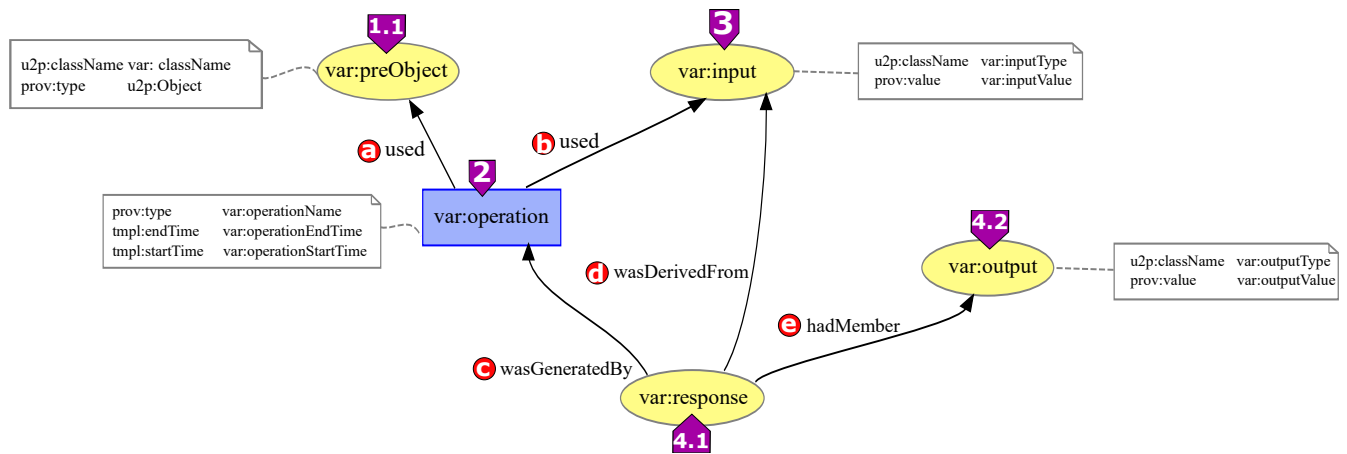 1.1
3
u2p:className var: className
prov:type u2p:Object
var:preObject
var:input
u2p:className var:inputType
prov:value var:inputValue
a used
b used
2
prov:type var:operationName
tmpl:endTime var:operationEndTime
tmpl:startTime var:operationStartTime
var:operation
4.2
d wasDerivedFrom
var:output
u2p:className var:outputType
prov:value var:outputValue
e hadMember
c wasGeneratedBy
var:response
4.1